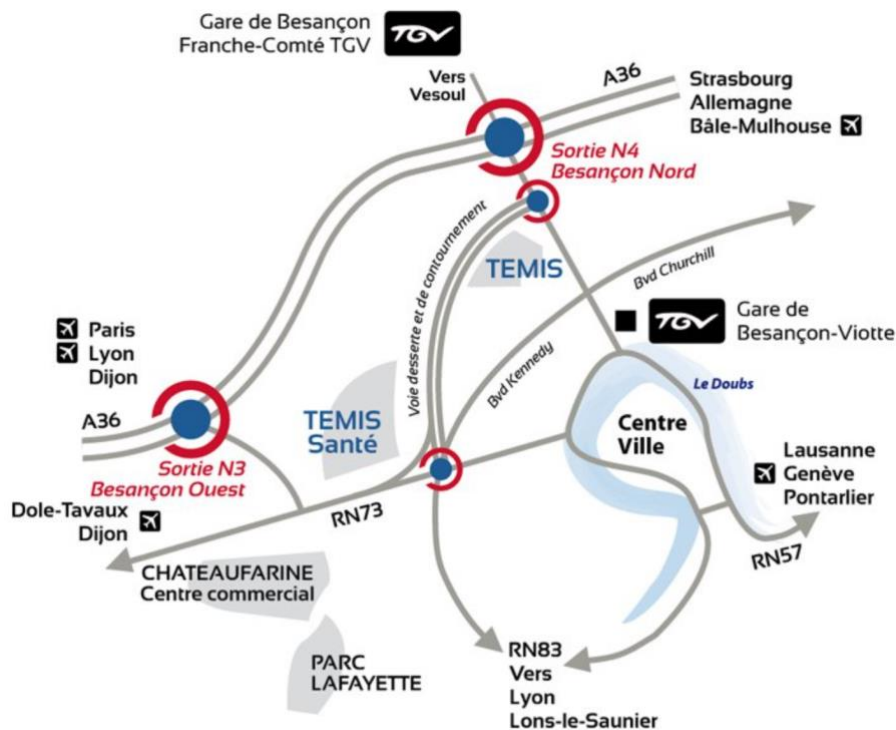 Gare de Besançon
Franche-Comté TGV
TGV
Vers
Vesoul
A36
Strasbourg
Allemagne
Bâle-Mulhouse
Sortie N4
Besançon Nord
Voie desserte et de contournement
TEMIS
Bvd Churchill
TGV
Gare de
Besançon-Viotte
Paris
Lyon
Dijon
Le Doubs
Bvd Kennedy
A36
TEMIS
Santé
Centre
Ville
Sortie N3
Besançon Ouest
Lausanne
Genève
Pontarlier
Dole-Tavaux
Dijon
RN73
RN57
CHATEAUFARINE
Centre commercial
PARC
LAFAYETTE
RN83
Vers
Lyon
Lons-le-Saunier